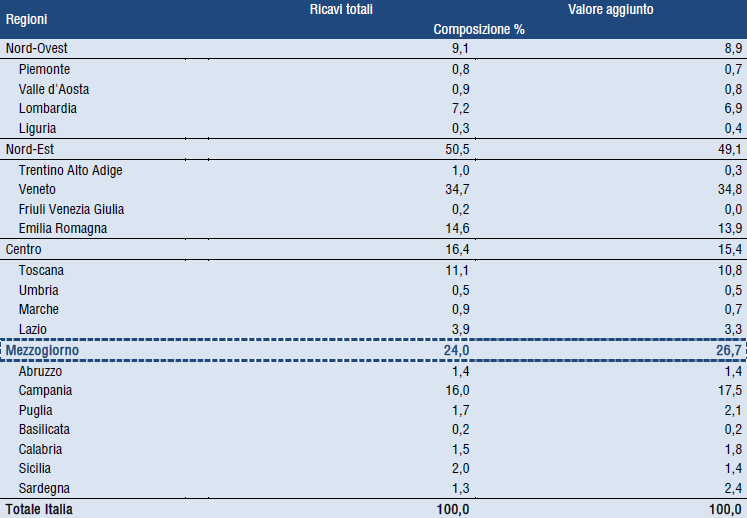 Regioni Ricavi totali Valore aggiunto
Composizione %
Nord-Ovest 9,1 8,9
Piemonte 0,8 0,7
Valle d'Aosta 0,9 0,8
Lombardia 7,2 6,9
Liguria 0,3 0,4
Nord-Est 50,5 49,1
Trentino Alto Adige 1,0 0,3
Veneto 34,7 34,8
Friuli Venezia Giulia 0,2 0,0
Emilia Romagna 14,6 13,9
Centro 16,4 15,4
Toscana 11,1 10,8
Umbria 0,5 0,5
Marche 0,9 0,7
Lazio 3,9 3,3
Mezzogiorno 24,0 26,7
Abruzzo 1,4 1,4
Campania 16,0 17,5
Puglia 1,7 2,1
Basilicata 0,2 0,2
Calabria 1,5 1,8
Sicilia 2,0 1,4
Sardegna 1,3 2,4
Totale Italia 100,0 100,0